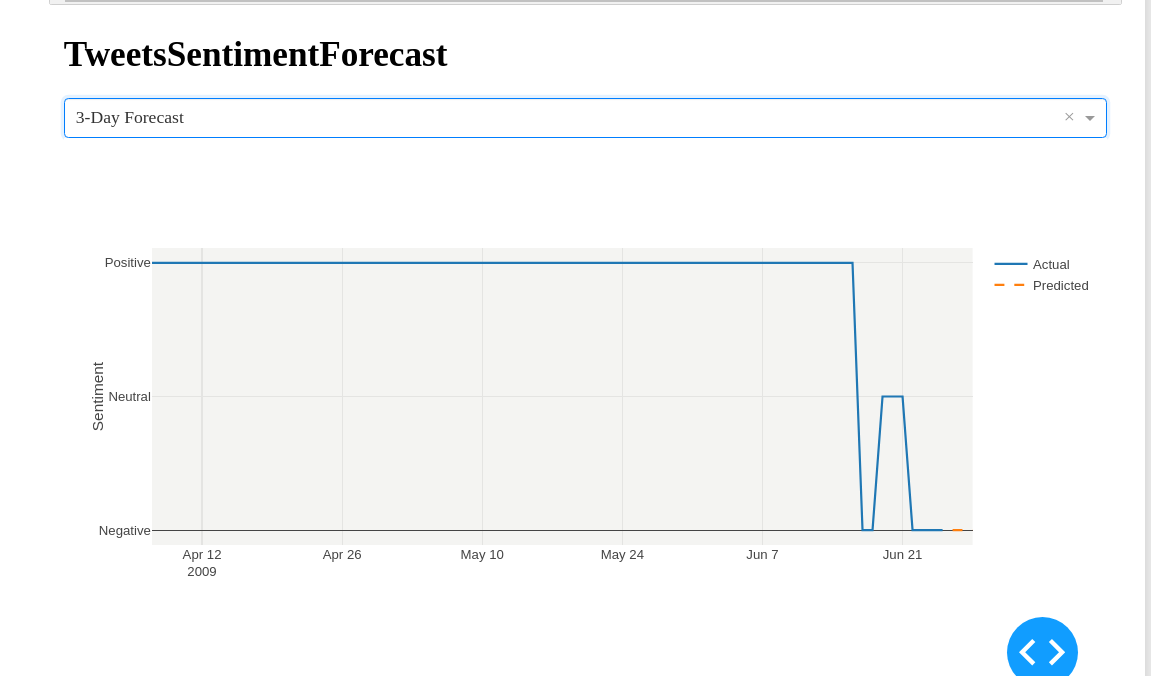 TweetsSentimentForecast
3-Day Forecast ×
Positive
Neutral
Negative
Sentiment
Apr 12
2009
Apr 26
May 10
May 24
Jun 7
Jun 21
Actual
Predicted